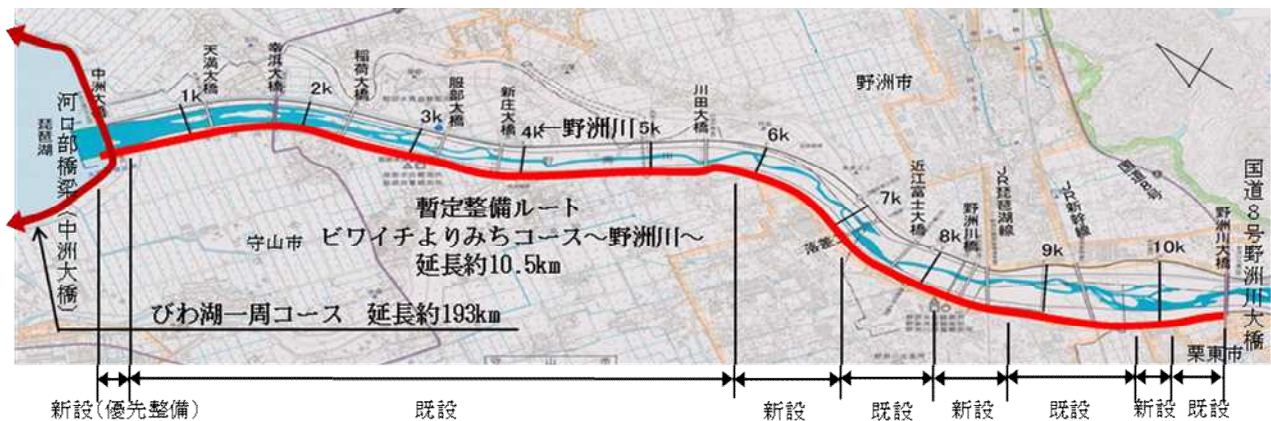 中洲大橋
天満大橋
幸浜大橋
稲荷大橋
服部大橋
新庄大橋
川田大橋
近江富士大橋
野洲川橋
JR琵琶湖線
JR新幹線
国道8号
野洲川大橋
1k
2k
3k
4k
5k
6k
7k
8k
9k
10k
←野洲川
野洲市
琵琶湖
河口部橋梁(中洲大橋)
国道8号野洲川大橋
守山市
栗東市
暫定整備ルート
ビワイチよりみちコース～野洲川～
延長約10.5km
びわ湖一周コース 延長約193km
新設(優先整備)
既設
新設
既設
新設
既設
新設
既設